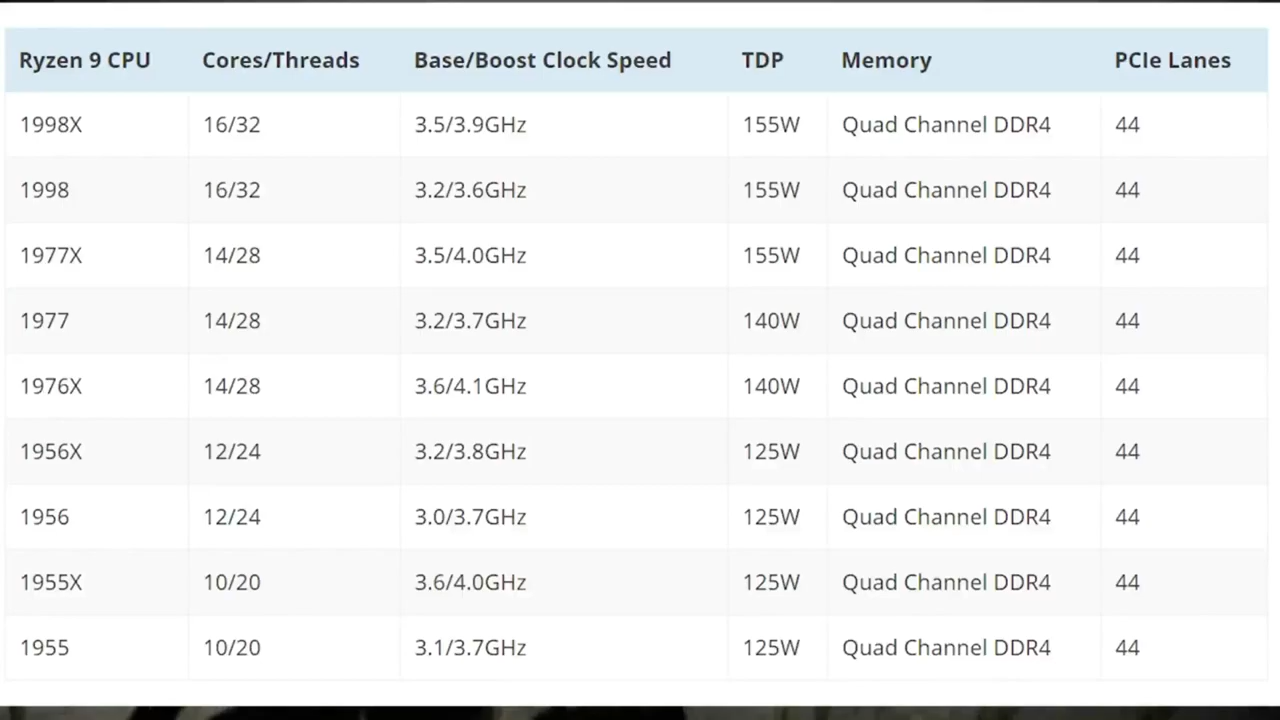 Ryzen 9 CPU Cores/Threads Base/Boost Clock Speed TDP Memory PCIe Lanes
1998X 16/32 3.5/3.9GHz 155W Quad Channel DDR4 44
1998 16/32 3.2/3.6GHz 155W Quad Channel DDR4 44
1977X 14/28 3.5/4.0GHz 155W Quad Channel DDR4 44
1977 14/28 3.2/3.7GHz 140W Quad Channel DDR4 44
1976X 14/28 3.6/4.1GHz 140W Quad Channel DDR4 44
1956X 12/24 3.2/3.8GHz 125W Quad Channel DDR4 44
1956 12/24 3.0/3.7GHz 125W Quad Channel DDR4 44
1955X 10/20 3.6/4.0GHz 125W Quad Channel DDR4 44
1955 10/20 3.1/3.7GHz 125W Quad Channel DDR4 44